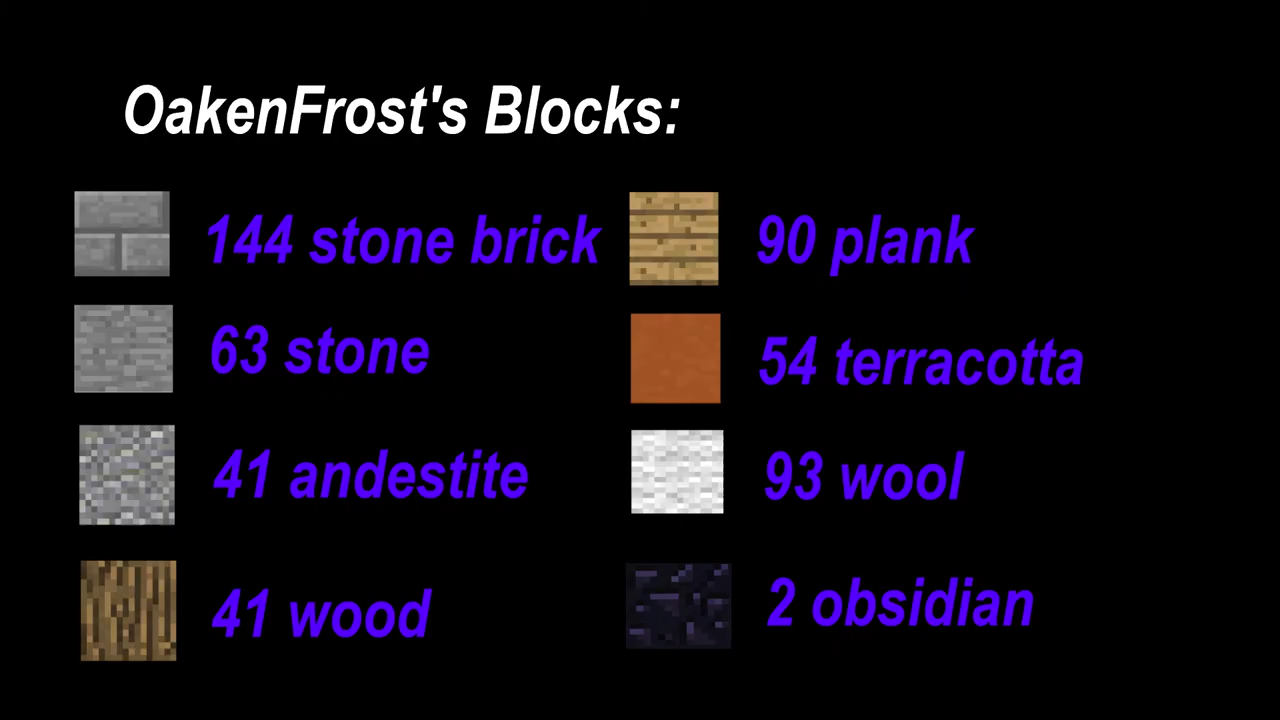 OakenFrost's Blocks:
144 stone brick
63 stone
41 andestite
41 wood
90 plank
54 terracotta
93 wool
2 obsidian